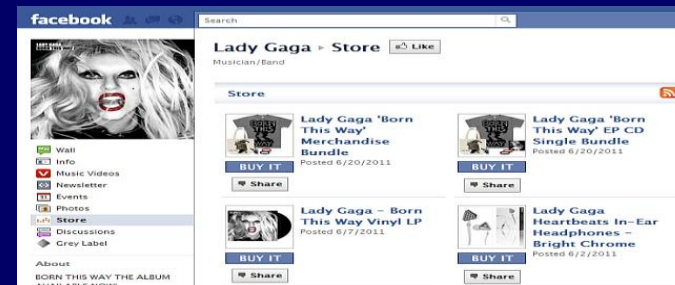 facebook
Search
Lady Gaga ▸ Store
Like
Musician/Band
Wall
Info
Music Videos
Newsletter
Events
Photos
Store
Discussions
Grey Label
About
BORN THIS WAY THE ALBUM
AVAILABLE NOW
Store
Lady Gaga 'Born
This Way'
Merchandise
Bundle
Posted 6/20/2011
BUY IT
Share
Lady Gaga 'Born
This Way' EP CD
Single Bundle
Posted 6/20/2011
BUY IT
Share
Lady Gaga – Born
This Way Vinyl LP
Posted 6/7/2011
BUY IT
Share
Lady Gaga
Heartbeats In-Ear
Headphones –
Bright Chrome
Posted 6/2/2011
BUY IT
Share